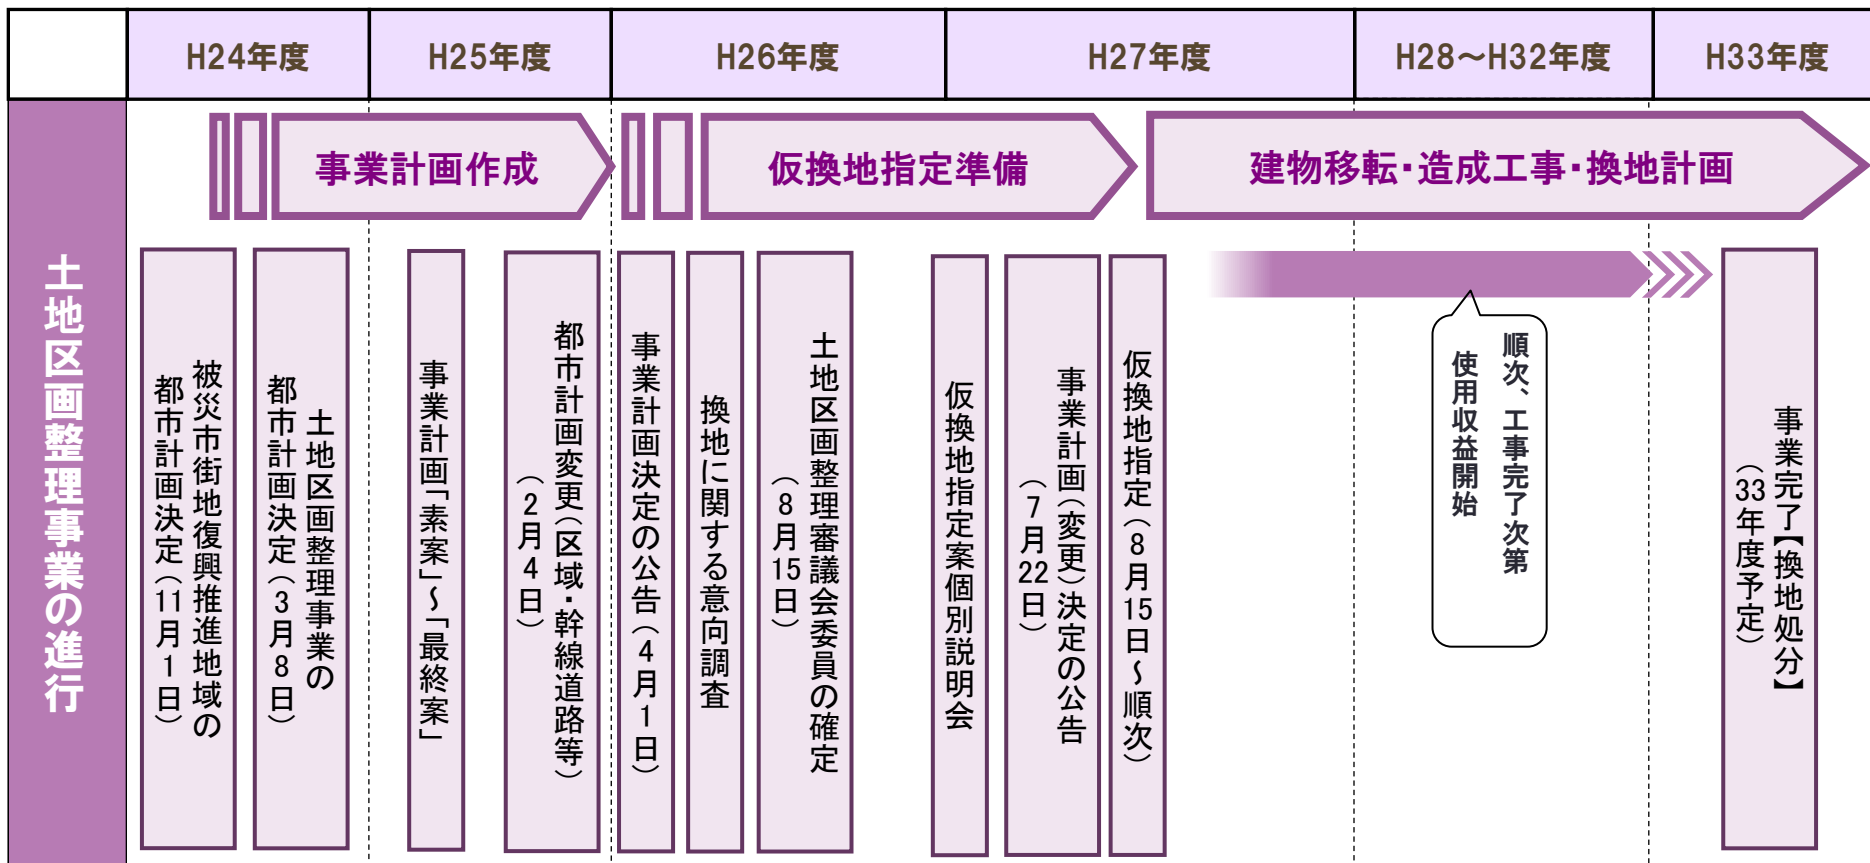 H24年度
H25年度
H26年度
H27年度
H28～H32年度
H33年度
土地区画整理事業の進行
事業計画作成
仮換地指定準備
建物移転・造成工事・換地計画
被災市街地復興推進地域の
都市計画決定（11月1日）
土地区画整理事業の
都市計画決定（3月8日）
事業計画「素案」～「最終案」
都市計画変更（区域・幹線道路等）
（2月4日）
事業計画決定の公告（4月1日）
換地に関する意向調査
土地区画整理審議会委員の確定
（8月15日）
仮換地指定案個別説明会
事業計画（変更）決定の公告
（7月22日）
仮換地指定（8月15日～順次）
順次、工事完了次第
使用収益開始
事業完了【換地処分】
（33年度予定）